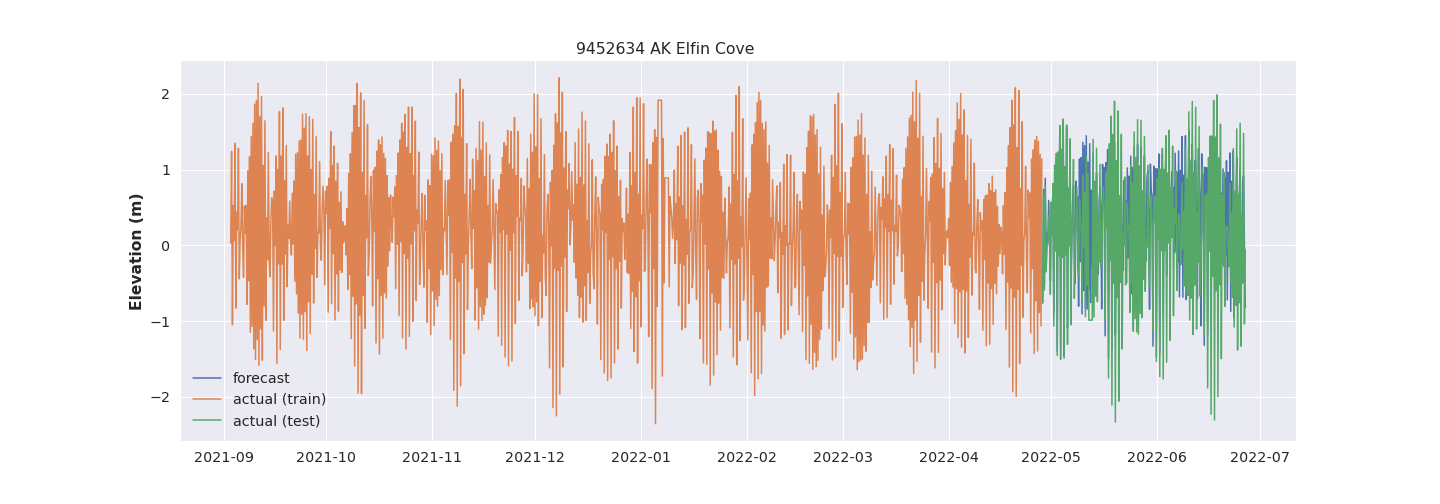 9452634 AK Elfin Cove
Elevation (m)
2
1
0
−1
−2
forecast
actual (train)
actual (test)
2021-09 2021-10 2021-11 2021-12 2022-01 2022-02 2022-03 2022-04 2022-05 2022-06 2022-07